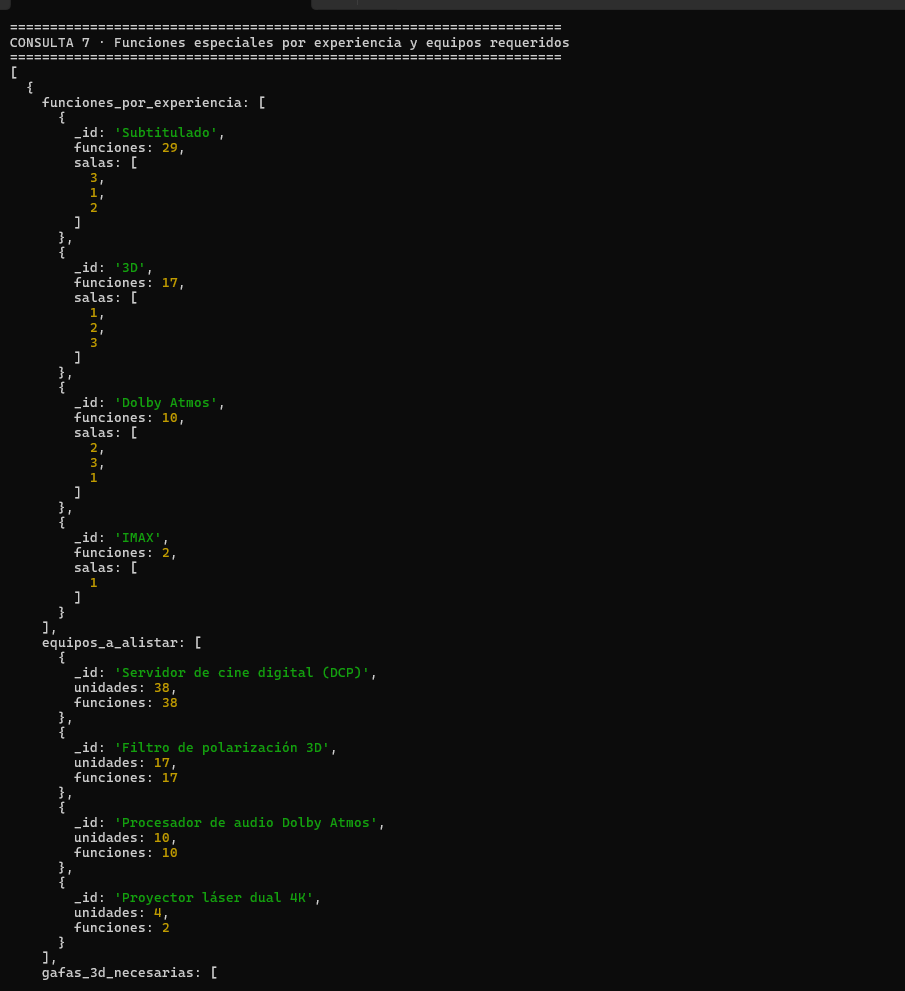 =====================================================================
CONSULTA 7 · Funciones especiales por experiencia y equipos requeridos
=====================================================================
[
  {
    funciones_por_experiencia: [
      {
        _id: 'Subtitulado',
        funciones: 29,
        salas: [
          3,
          1,
          2
        ]
      },
      {
        _id: '3D',
        funciones: 17,
        salas: [
          1,
          2,
          3
        ]
      },
      {
        _id: 'Dolby Atmos',
        funciones: 10,
        salas: [
          2,
          3,
          1
        ]
      },
      {
        _id: 'IMAX',
        funciones: 2,
        salas: [
          1
        ]
      }
    ],
    equipos_a_alistar: [
      {
        _id: 'Servidor de cine digital (DCP)',
        unidades: 38,
        funciones: 38
      },
      {
        _id: 'Filtro de polarización 3D',
        unidades: 17,
        funciones: 17
      },
      {
        _id: 'Procesador de audio Dolby Atmos',
        unidades: 10,
        funciones: 10
      },
      {
        _id: 'Proyector láser dual 4K',
        unidades: 4,
        funciones: 2
      }
    ],
    gafas_3d_necesarias: [